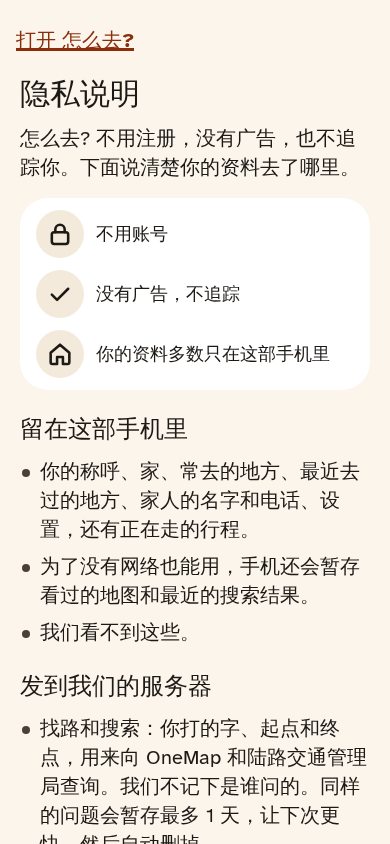 打开 怎么去?
隐私说明
怎么去? 不用注册，没有广告，也不追
踪你。下面说清楚你的资料去了哪里。
不用账号
没有广告，不追踪
你的资料多数只在这部手机里
留在这部手机里
你的称呼、家、常去的地方、最近去
过的地方、家人的名字和电话、设
置，还有正在走的行程。
为了没有网络也能用，手机还会暂存
看过的地图和最近的搜索结果。
我们看不到这些。
发到我们的服务器
找路和搜索：你打的字、起点和终
点，用来向 OneMap 和陆路交通管理
局查询。我们不记下是谁问的。同样
的问题会暂存最多 1 天，让下次更
快，然后自动删掉。